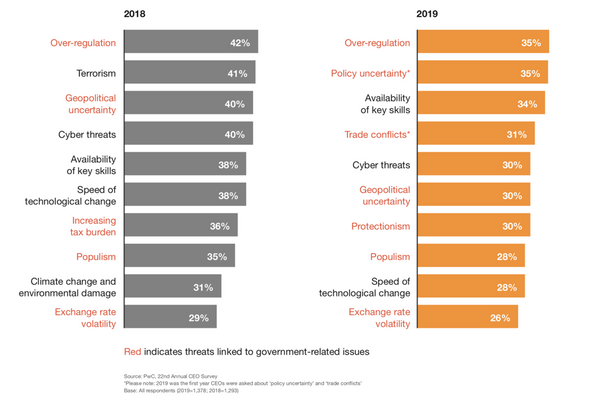 2018
Over-regulation 42%
Terrorism 41%
Geopolitical
uncertainty 40%
Cyber threats 40%
Availability
of key skills 38%
Speed of
technological change 38%
Increasing
tax burden 36%
Populism 35%
Climate change and
environmental damage 31%
Exchange rate
volatility 29%
2019
Over-regulation 35%
Policy uncertainty* 35%
Availability
of key skills 34%
Trade conflicts* 31%
Cyber threats 30%
Geopolitical
uncertainty 30%
Protectionism 30%
Populism 28%
Speed of
technological change 28%
Exchange rate
volatility 26%
Red indicates threats linked to government-related issues
Source: PwC, 22nd Annual CEO Survey
*Please note: 2019 was the first year CEOs were asked about ‘policy uncertainty’ and ‘trade conflicts’
Base: All respondents (2019=1,378; 2018=1,293)